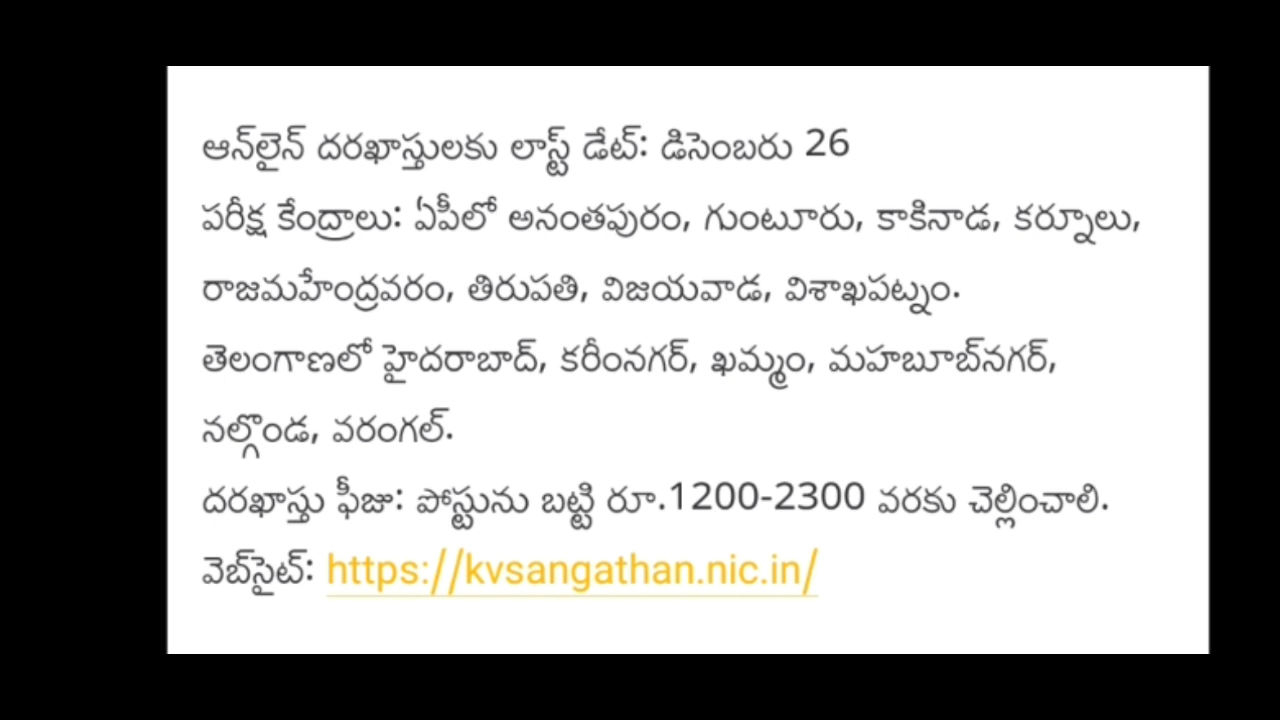 ఆన్‌లైన్ దరఖాస్తులకు లాస్ట్ డేట్: డిసెంబరు 26
పరీక్ష కేంద్రాలు: ఏపీలో అనంతపురం, గుంటూరు, కాకినాడ, కర్నూలు,
రాజమహేంద్రవరం, తిరుపతి, విజయవాడ, విశాఖపట్నం.
తెలంగాణలో హైదరాబాద్, కరీంనగర్, ఖమ్మం, మహబూబ్‌నగర్,
నల్గొండ, వరంగల్.
దరఖాస్తు ఫీజు: పోస్టును బట్టి రూ.1200-2300 వరకు చెల్లించాలి.
వెబ్‌సైట్: https://kvsangathan.nic.in/